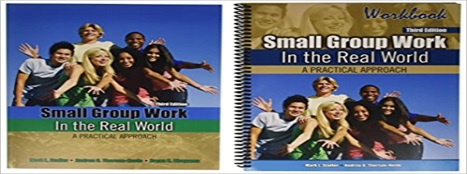 Third Edition
Small Group Work
In the Real World
A PRACTICAL APPROACH
Workbook
Third Edition
Small Group Work
In the Real World
A PRACTICAL APPROACH